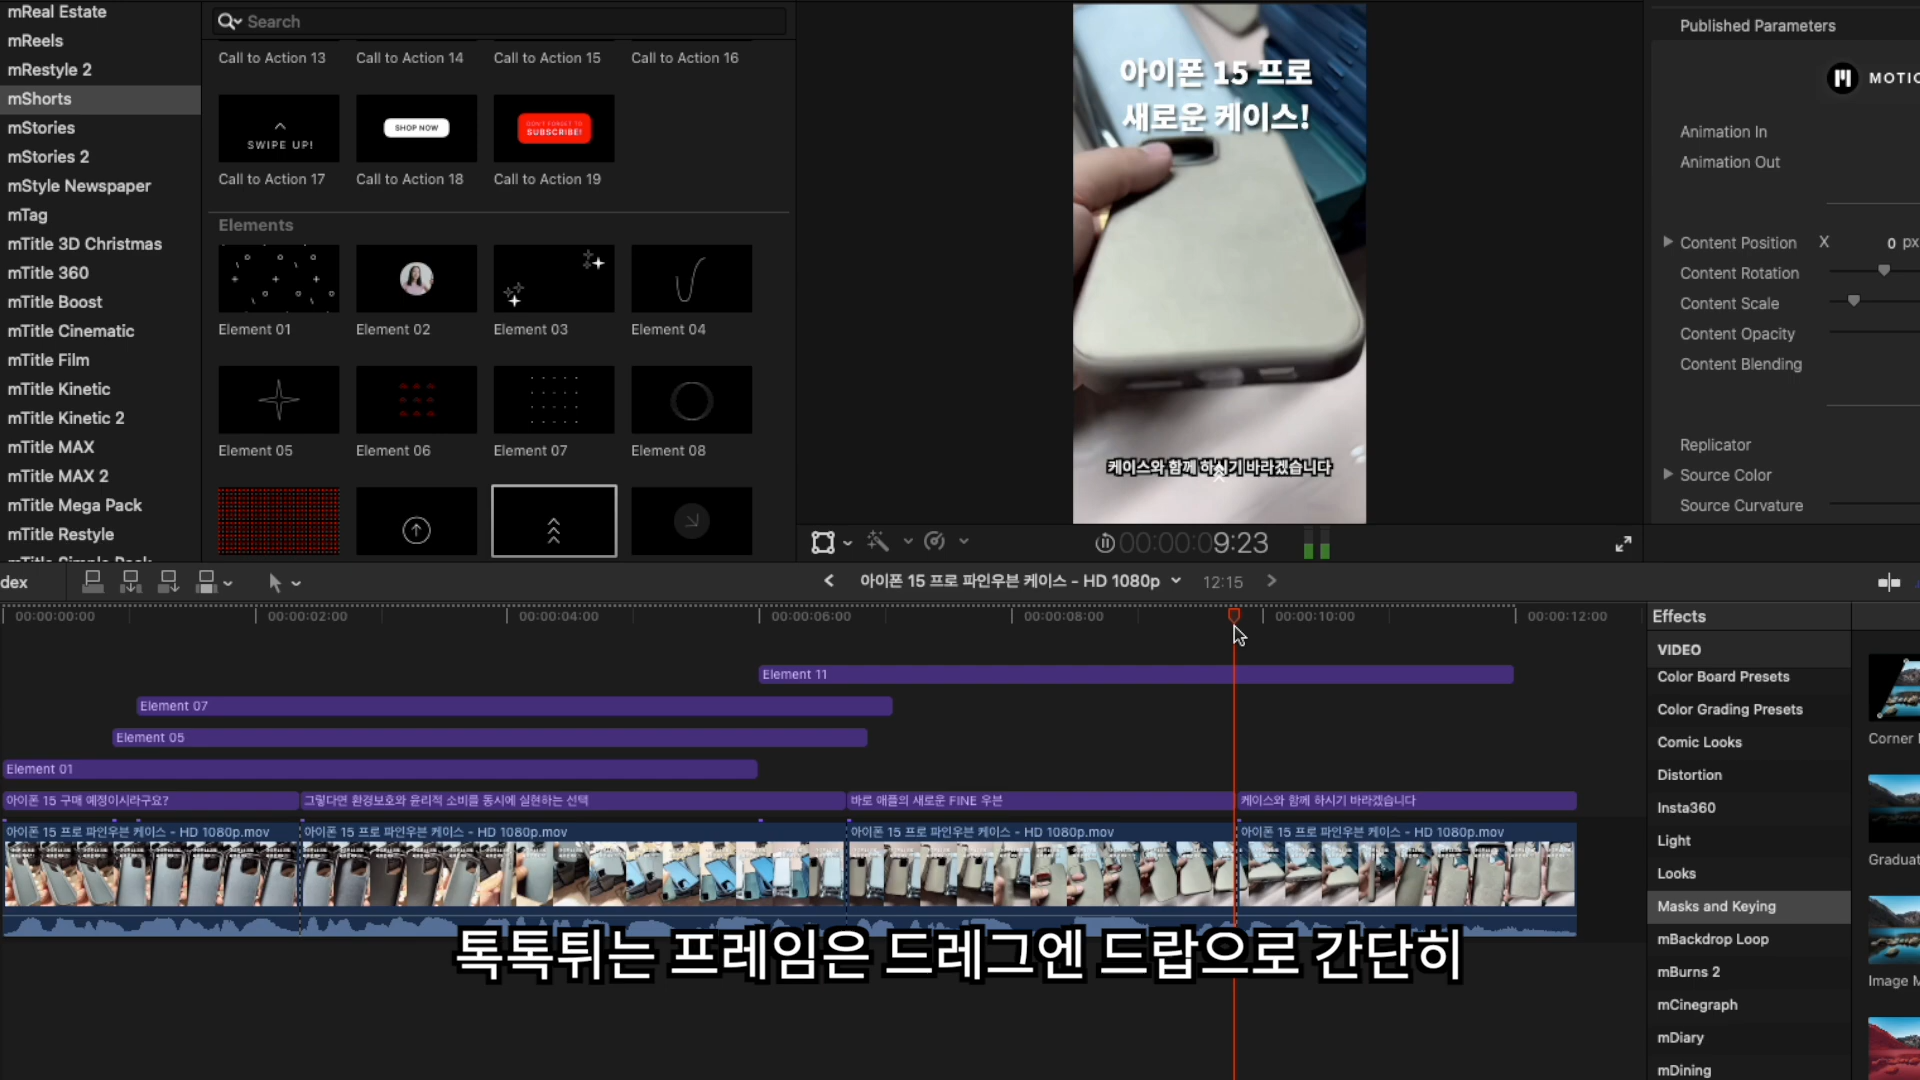 mReal Estate
mReels
mRestyle 2
mShorts
mStories
mStories 2
mStyle Newspaper
mTag
mTitle 3D Christmas
mTitle 360
mTitle Boost
mTitle Cinematic
mTitle Film
mTitle Kinetic
mTitle Kinetic 2
mTitle MAX
mTitle MAX 2
mTitle Mega Pack
mTitle Restyle
mTitle Simple Pack
Search
Call to Action 13
Call to Action 14
Call to Action 15
Call to Action 16
SWIPE UP!
SHOP NOW
DON'T FORGET TO
SUBSCRIBE!
Call to Action 17
Call to Action 18
Call to Action 19
Elements
Element 01
Element 02
Element 03
Element 04
Element 05
Element 06
Element 07
Element 08
아이폰 15 프로
새로운 케이스!
케이스와 함께 하시기 바라겠습니다
00:00:09:23
Published Parameters
MOTIO
Animation In
Animation Out
Content Position X 0 px
Content Rotation
Content Scale
Content Opacity
Content Blending
Replicator
Source Color
Source Curvature
dex
아이폰 15 프로 파인우븐 케이스 - HD 1080p
12:15
00:00:00:00
00:00:02:00
00:00:04:00
00:00:06:00
00:00:08:00
00:00:10:00
00:00:12:00
Element 11
Element 07
Element 05
Element 01
아이폰 15 구매 예정이시라구요?
그렇다면 환경보호와 윤리적 소비를 동시에 실현하는 선택
바로 애플의 새로운 FINE 우븐
케이스와 함께 하시기 바라겠습니다
아이폰 15 프로 파인우븐 케이스 - HD 1080p.mov
아이폰 15 프로 파인우븐 케이스 - HD 1080p.mov
아이폰 15 프로 파인우븐 케이스 - HD 1080p.mov
아이폰 15 프로 파인우븐 케이스 - HD 1080p.mov
톡톡튀는 프레임은 드레그엔 드랍으로 간단히
Effects
VIDEO
Color Board Presets
Color Grading Presets
Comic Looks
Distortion
Insta360
Light
Looks
Masks and Keying
mBackdrop Loop
mBurns 2
mCinegraph
mDiary
mDining
Corner
Graduat
Image M